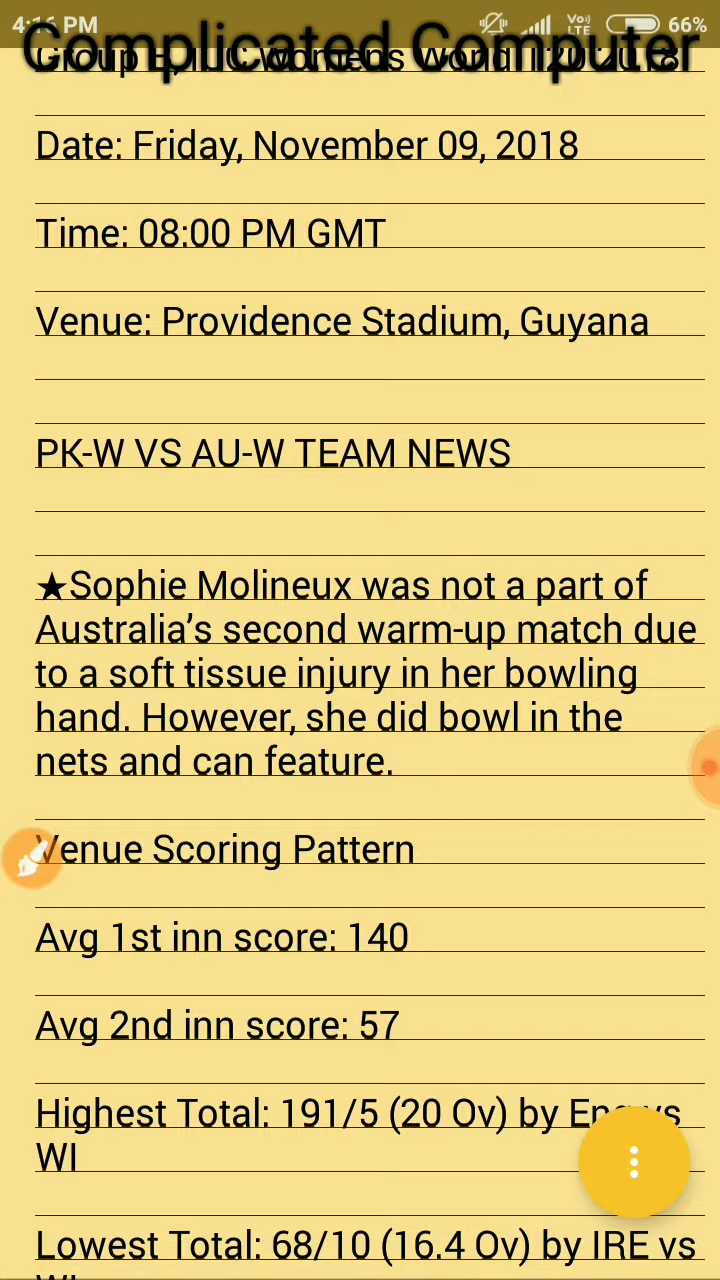 4:16 PM
Vo)) LTE
66%
Complicated Computer
Date: Friday, November 09, 2018
Time: 08:00 PM GMT
Venue: Providence Stadium, Guyana
PK-W VS AU-W TEAM NEWS
★Sophie Molineux was not a part of
Australia’s second warm-up match due
to a soft tissue injury in her bowling
hand. However, she did bowl in the
nets and can feature.
Venue Scoring Pattern
Avg 1st inn score: 140
Avg 2nd inn score: 57
Highest Total: 191/5 (20 Ov) by Eng vs
WI
Lowest Total: 68/10 (16.4 Ov) by IRE vs